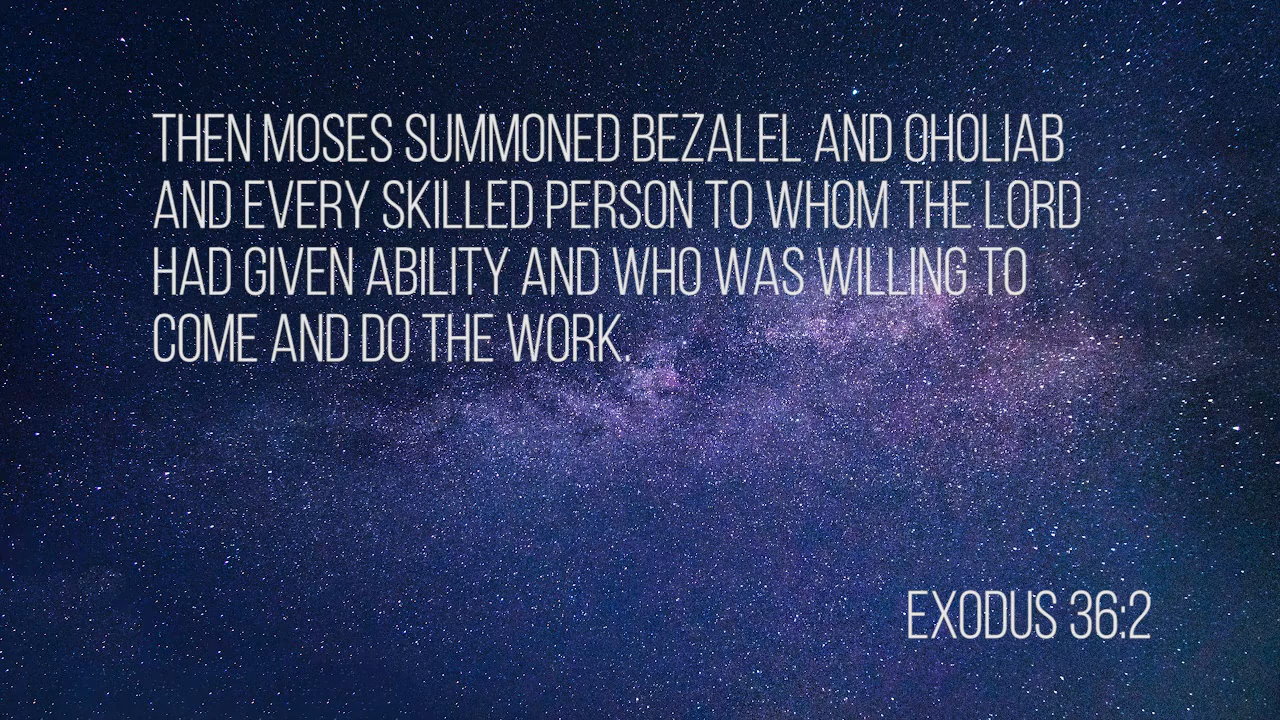 THEN MOSES SUMMONED BEZALEL AND OHOLIAB
AND EVERY SKILLED PERSON TO WHOM THE LORD
HAD GIVEN ABILITY AND WHO WAS WILLING TO
COME AND DO THE WORK.
EXODUS 36:2